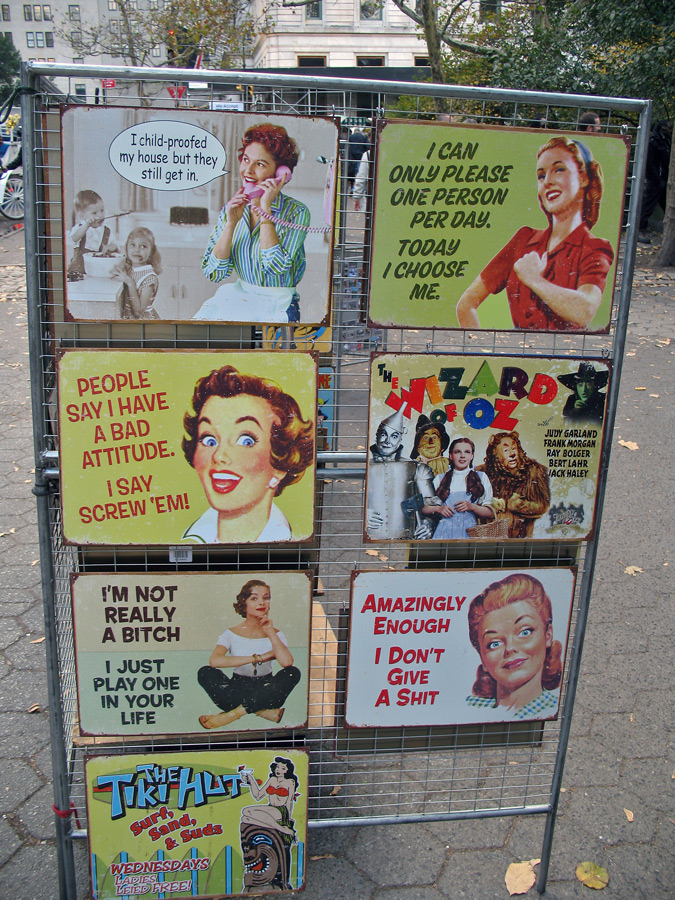 I child-proofed
my house but they
still get in.
I CAN
ONLY PLEASE
ONE PERSON
PER DAY.
TODAY
I CHOOSE
ME.
PEOPLE
SAY I HAVE
A BAD
ATTITUDE.
I SAY
SCREW 'EM!
THE
WIZARD
OF OZ
with
JUDY GARLAND
FRANK MORGAN
RAY BOLGER
BERT LAHR
JACK HALEY
I'M NOT
REALLY
A BITCH
I JUST
PLAY ONE
IN YOUR
LIFE
AMAZINGLY
ENOUGH
I DON'T
GIVE
A SHIT
THE
TIKI HUT
Surf,
Sand,
& Suds
WEDNESDAYS
LADIES
LEIED FREE!